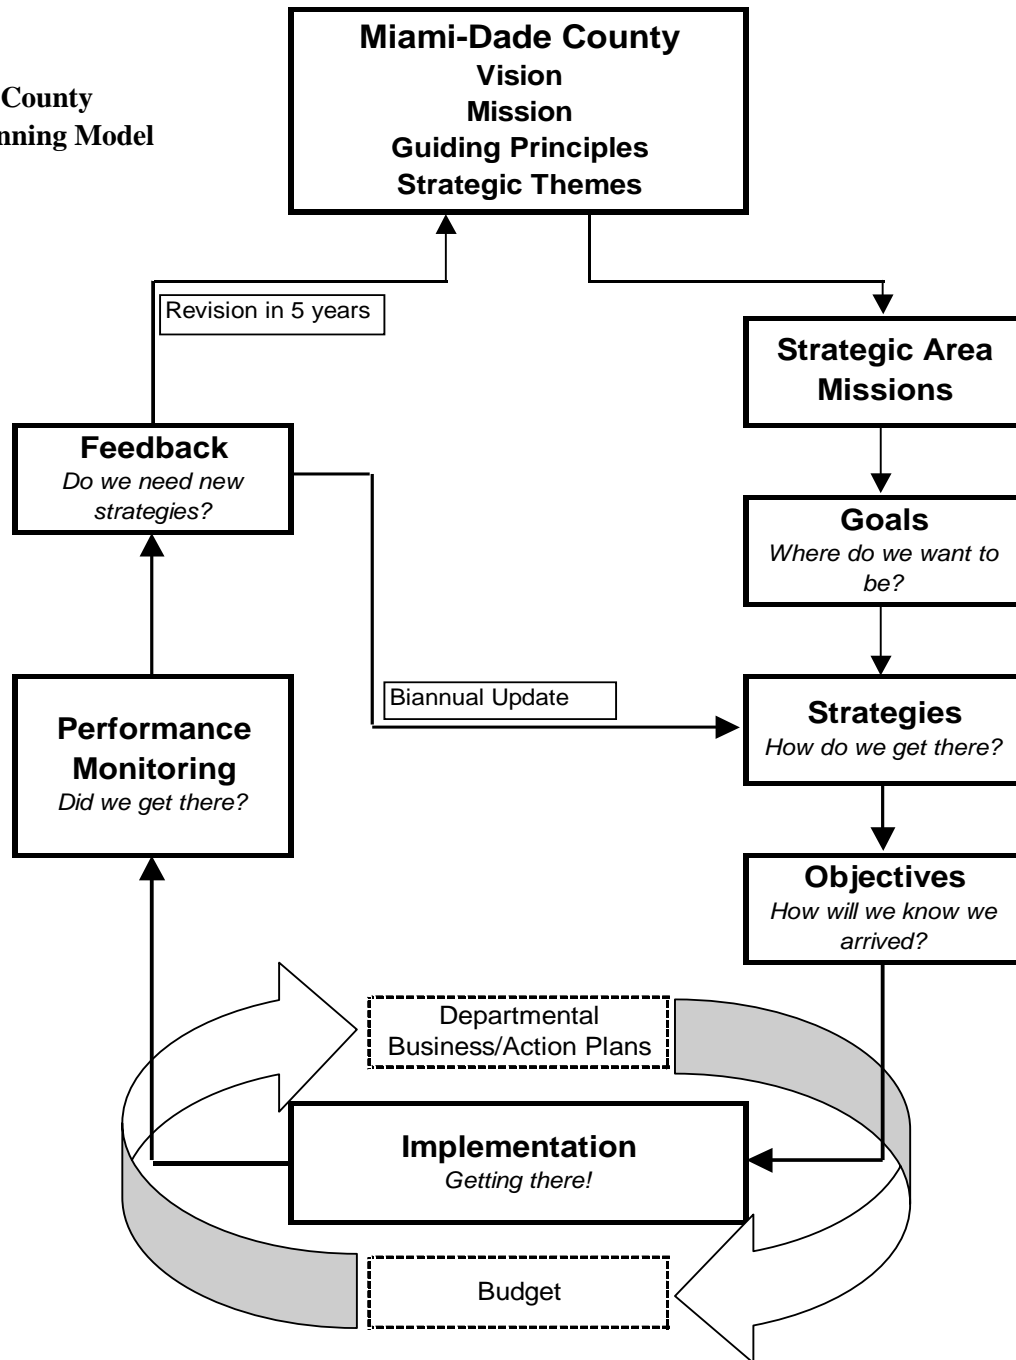 Miami-Dade County
Vision
Mission
Guiding Principles
Strategic Themes
County
nning Model
Revision in 5 years
Strategic Area
Missions
Feedback
Do we need new
strategies?
Goals
Where do we want to
be?
Biannual Update
Strategies
How do we get there?
Performance
Monitoring
Did we get there?
Objectives
How will we know we
arrived?
Departmental
Business/Action Plans
Implementation
Getting there!
Budget